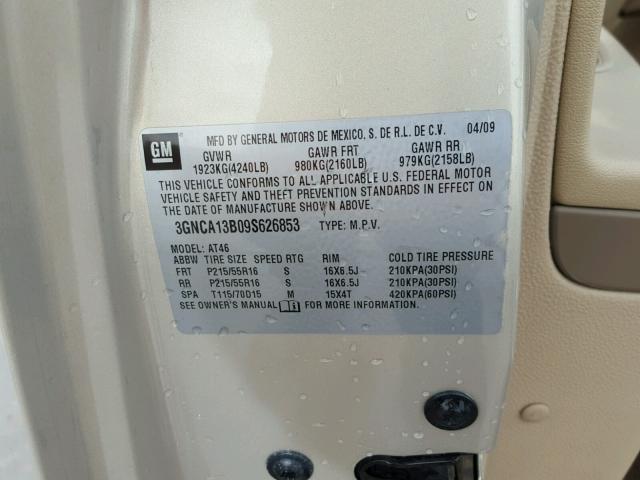 GM
MFD BY GENERAL MOTORS DE MEXICO, S. DE R.L. DE C.V. 04/09
GVWR GAWR FRT GAWR RR
1923KG(4240LB) 980KG(2160LB) 979KG(2158LB)
THIS VEHICLE CONFORMS TO ALL APPLICABLE U.S. FEDERAL MOTOR
VEHICLE SAFETY AND THEFT PREVENTION STANDARDS IN EFFECT ON
THE DATE OF MANUFACTURE SHOWN ABOVE.
3GNCA13B09S626853 TYPE: M.P.V.
MODEL: AT46
ABBW TIRE SIZE SPEED RTG RIM COLD TIRE PRESSURE
FRT P215/55R16 S 16X6.5J 210KPA(30PSI)
RR P215/55R16 S 16X6.5J 210KPA(30PSI)
SPA T115/70D15 M 15X4T 420KPA(60PSI)
SEE OWNER'S MANUAL FOR MORE INFORMATION.